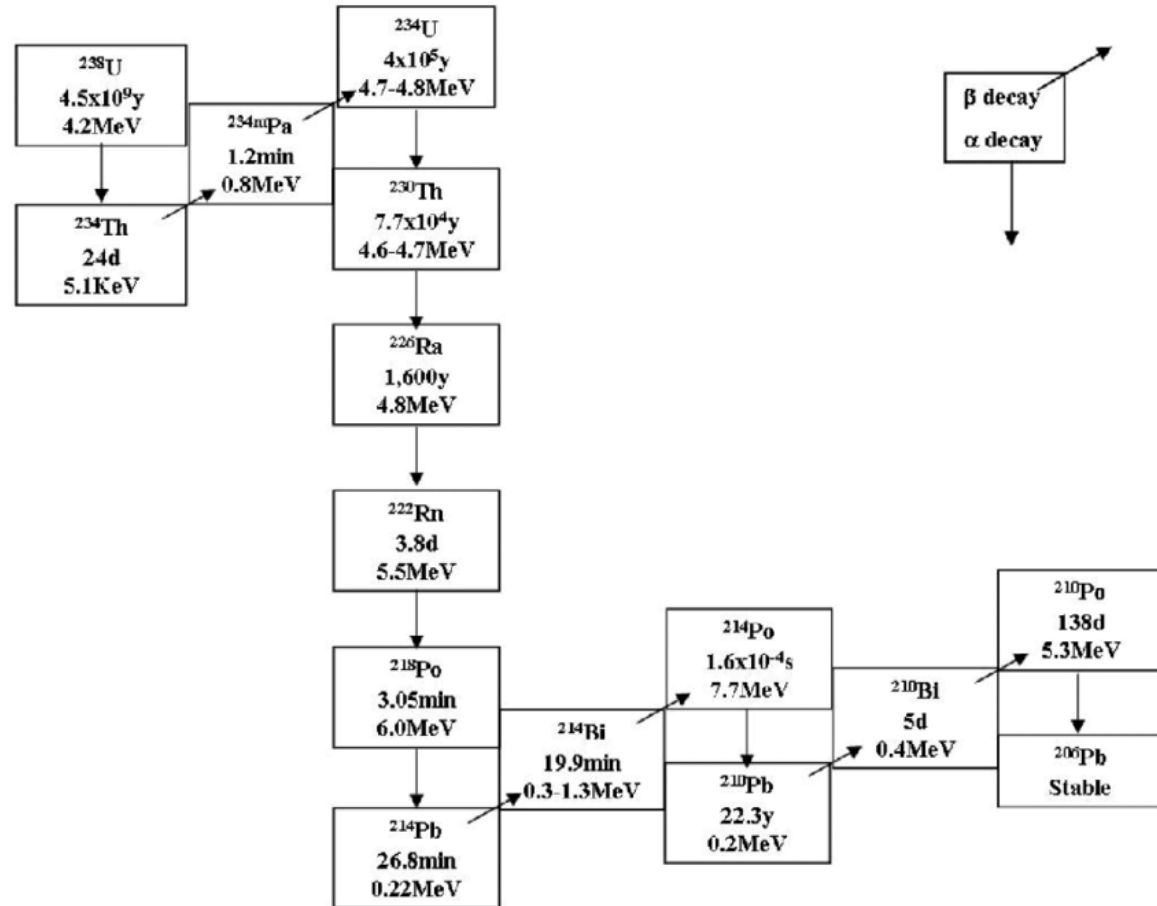 ²³⁸U
4.5x10⁹y
4.2MeV
²³⁴Th
24d
5.1KeV
²³⁴ᵐPa
1.2min
0.8MeV
²³⁴U
4x10⁵y
4.7-4.8MeV
²³⁰Th
7.7x10⁴y
4.6-4.7MeV
²²⁶Ra
1,600y
4.8MeV
²²²Rn
3.8d
5.5MeV
²¹⁸Po
3.05min
6.0MeV
²¹⁴Pb
26.8min
0.22MeV
²¹⁴Bi
19.9min
0.3-1.3MeV
²¹⁴Po
1.6x10⁻⁴s
7.7MeV
²¹⁰Pb
22.3y
0.2MeV
²¹⁰Bi
5d
0.4MeV
²¹⁰Po
138d
5.3MeV
²⁰⁶Pb
Stable
β decay
α decay